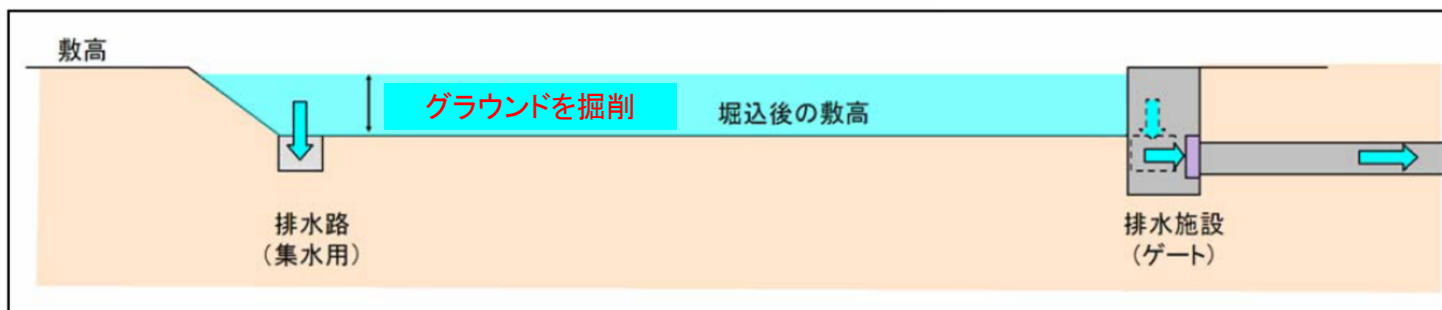 敷高
グラウンドを掘削
堀込後の敷高
排水路
（集水用）
排水施設
（ゲート）